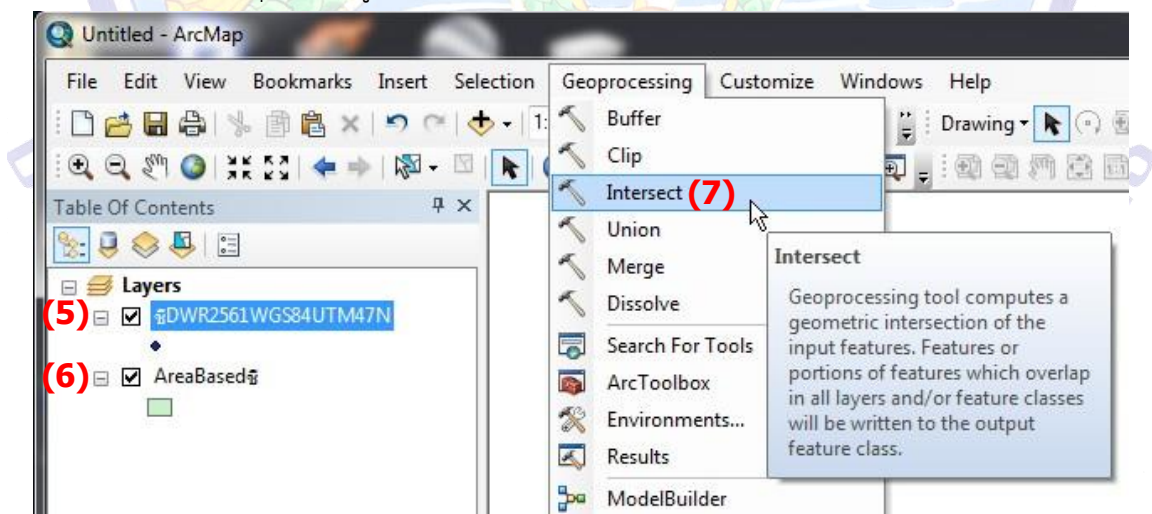 Untitled - ArcMap
File Edit View Bookmarks Insert Selection Geoprocessing Customize Windows Help
1:
Buffer
Drawing
Clip
Intersect (7)
Table Of Contents
Union
Merge
Dissolve
Search For Tools
ArcToolbox
Environments...
Results
ModelBuilder
Layers
(5) DWR2561WGS84UTM47N
(6) AreaBased
Intersect
Geoprocessing tool computes a
geometric intersection of the
input features. Features or
portions of features which overlap
in all layers and/or feature classes
will be written to the output
feature class.